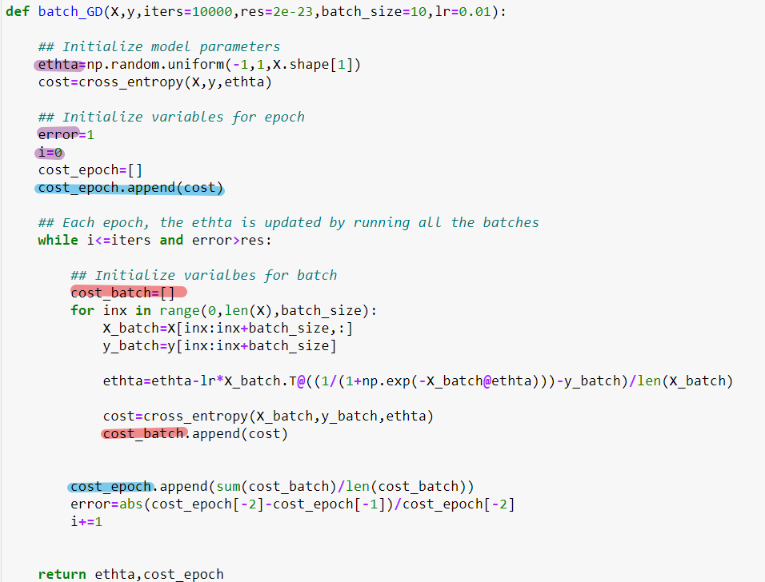 def batch_GD(X,y,iters=10000,res=2e-23,batch_size=10,lr=0.01):
## Initialize model parameters
ethta=np.random.uniform(-1,1,X.shape[1])
cost=cross_entropy(X,y,ethta)
## Initialize variables for epoch
error=1
i=0
cost_epoch=[]
cost_epoch.append(cost)
## Each epoch, the ethta is updated by running all the batches
while i<=iters and error>res:
## Initialize varialbes for batch
cost_batch=[]
for inx in range(0,len(X),batch_size):
X_batch=X[inx:inx+batch_size,:]
y_batch=y[inx:inx+batch_size]
ethta=ethta-lr*X_batch.T@((1/(1+np.exp(-X_batch@ethta)))-y_batch)/len(X_batch)
cost=cross_entropy(X_batch,y_batch,ethta)
cost_batch.append(cost)
cost_epoch.append(sum(cost_batch)/len(cost_batch))
error=abs(cost_epoch[-2]-cost_epoch[-1])/cost_epoch[-2]
i+=1
return ethta,cost_epoch